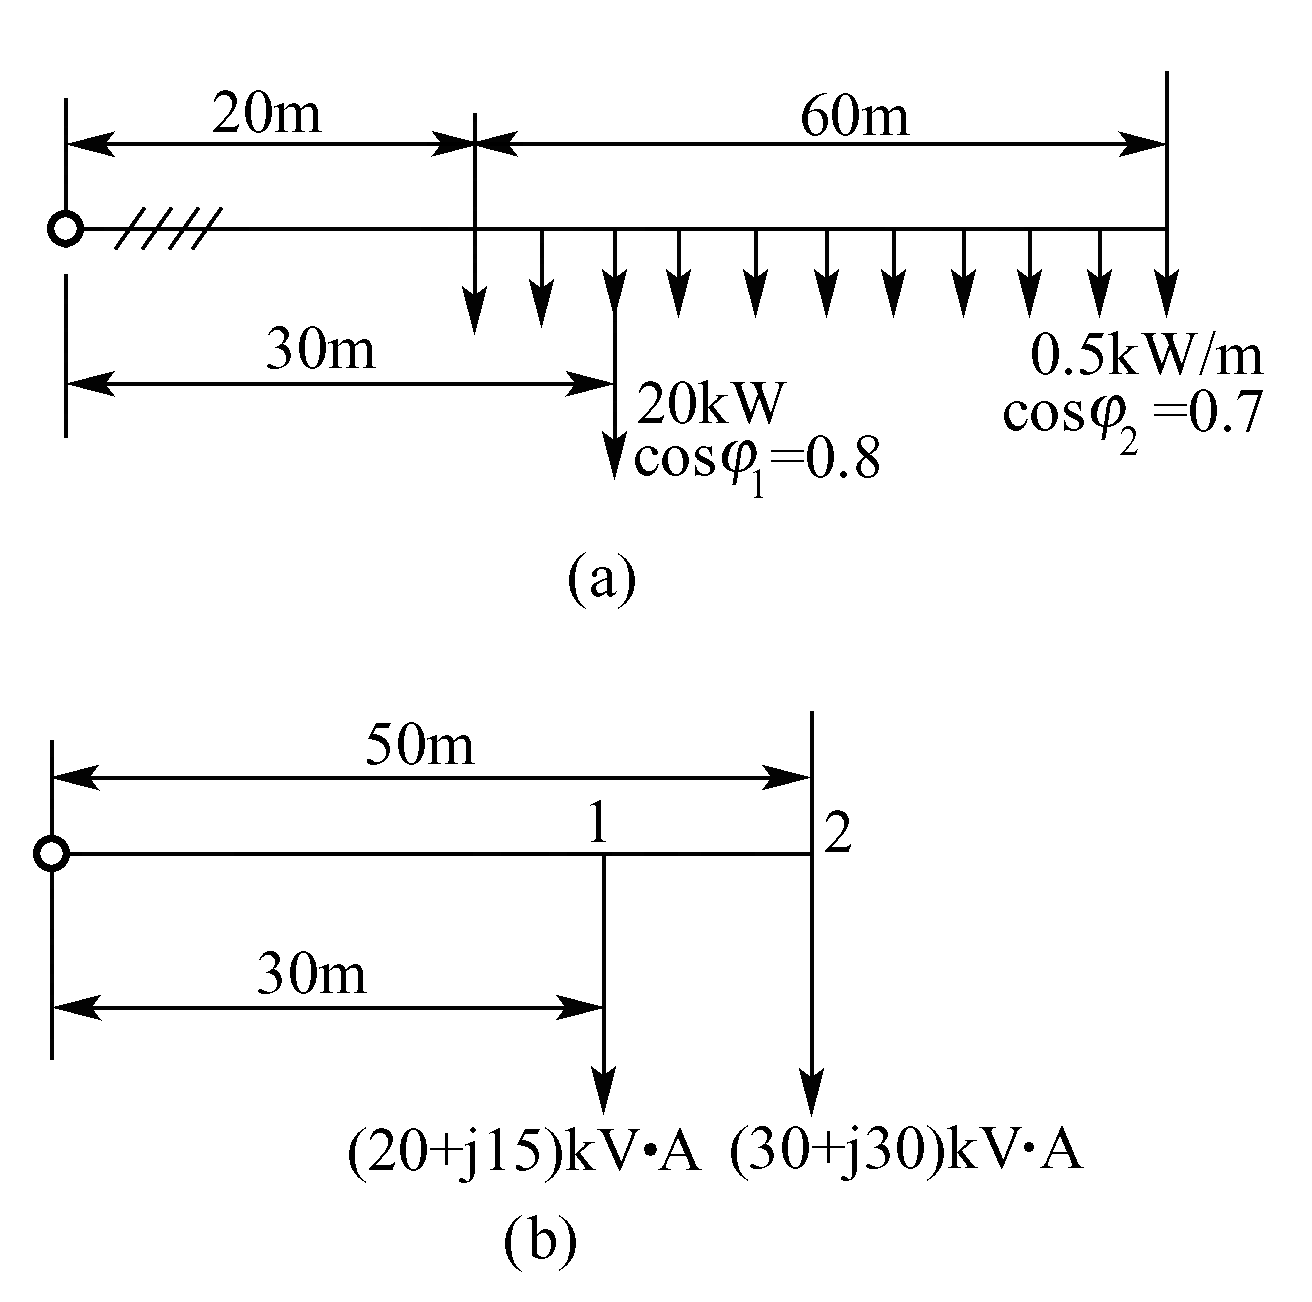 20m
60m
30m
20kW
cosφ₁=0.8
0.5kW/m
cosφ₂ =0.7
(a)
50m
1
2
30m
(20+j15)kV•A
(30+j30)kV•A
(b)